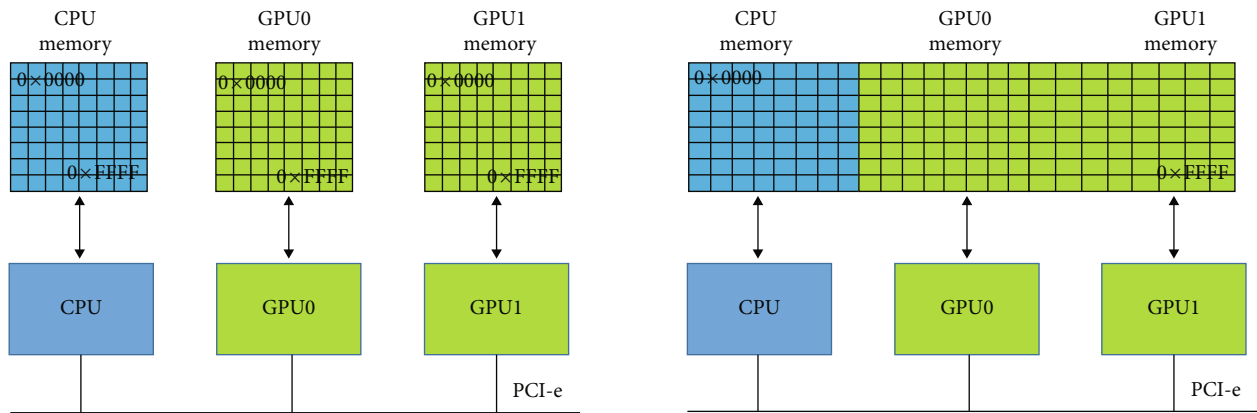 CPU
memory
GPU0
memory
GPU1
memory
0×0000
0×0000
0×0000
0×FFFF
0×FFFF
0×FFFF
CPU
GPU0
GPU1
PCI-e
CPU
memory
GPU0
memory
GPU1
memory
0×0000
0×FFFF
CPU
GPU0
GPU1
PCI-e